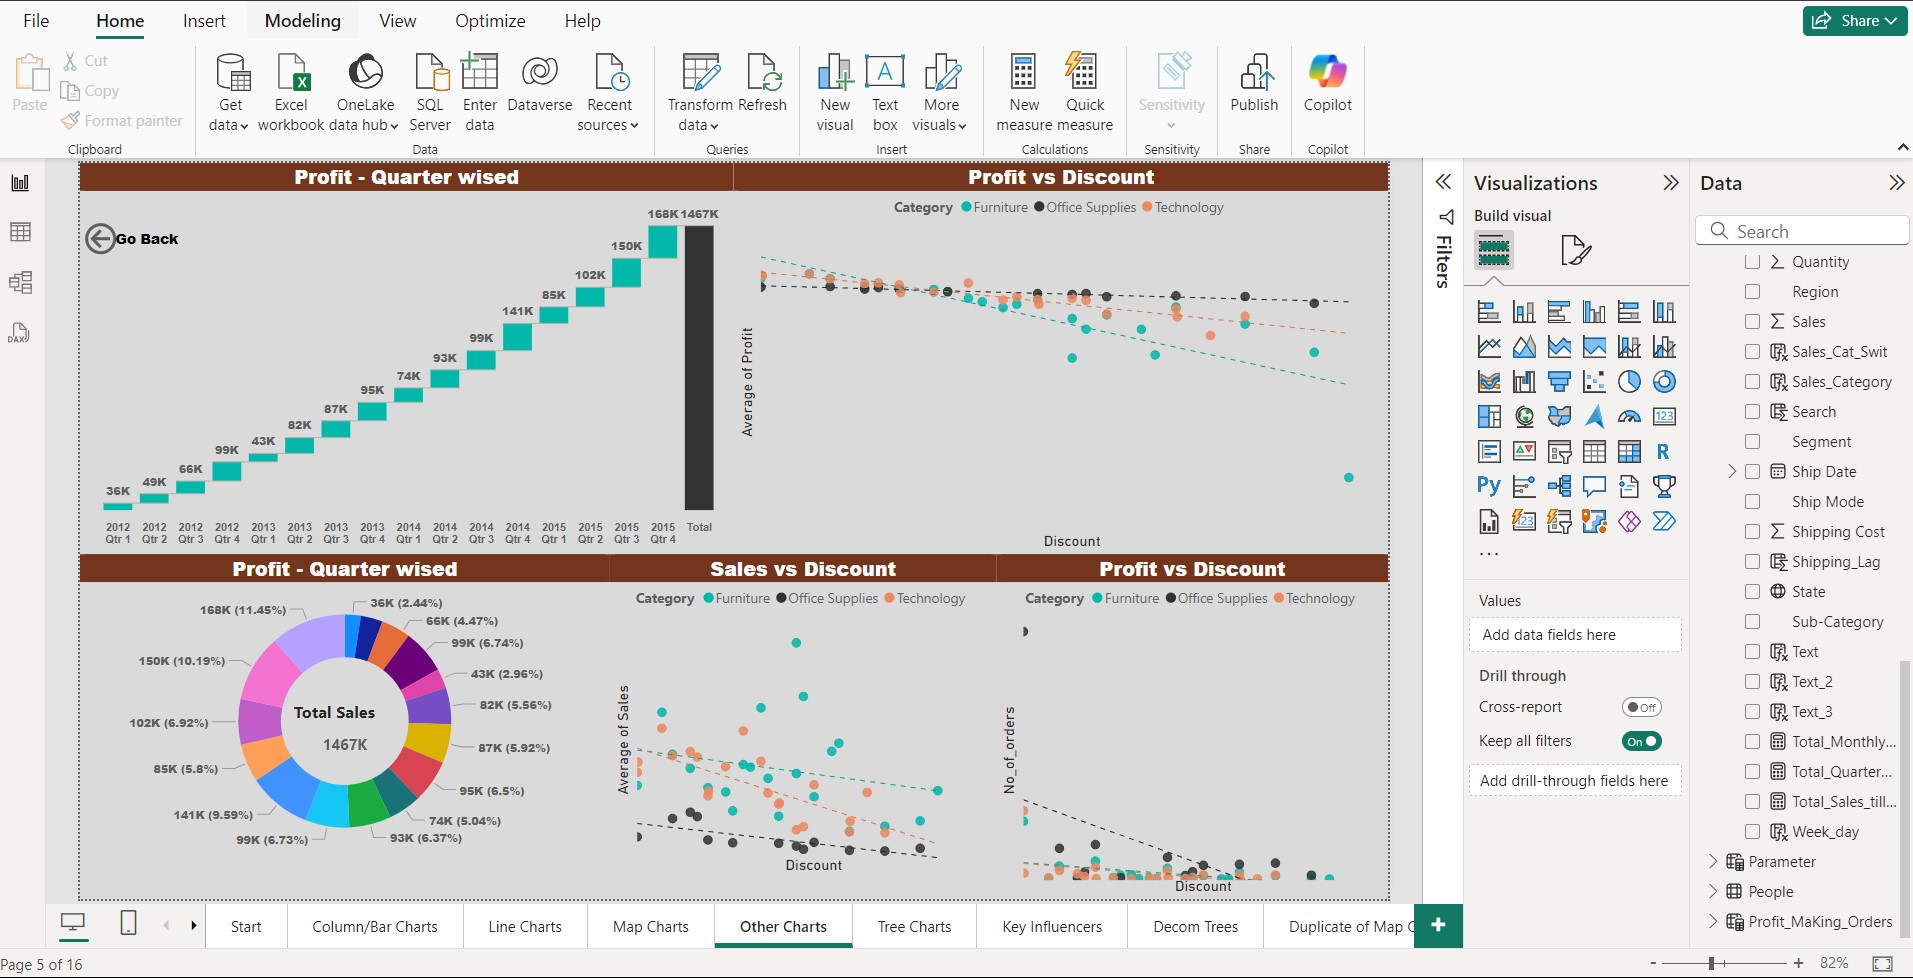 File Home Insert Modeling View Optimize Help Share
Paste Cut
Copy
Format painter
Get data
Excel workbook
OneLake data hub
SQL Server
Enter data
Dataverse
Recent sources
Transform data
Refresh
New visual
Text box
More visuals
New measure
Quick measure
Sensitivity
Publish
Copilot
Clipboard Data Queries Insert Calculations Sensitivity Share Copilot
Profit - Quarter wised
Go Back
36K 49K 66K 99K 43K 82K 87K 95K 74K 93K 99K 141K 85K 102K 150K 168K 1467K
2012 2012 2012 2012 2013 2013 2013 2013 2014 2014 2014 2014 2015 2015 2015 2015 Total
Qtr 1 Qtr 2 Qtr 3 Qtr 4 Qtr 1 Qtr 2 Qtr 3 Qtr 4 Qtr 1 Qtr 2 Qtr 3 Qtr 4 Qtr 1 Qtr 2 Qtr 3 Qtr 4
Profit vs Discount
Category Furniture Office Supplies Technology
Average of Profit
Discount
Profit - Quarter wised
168K (11.45%)
36K (2.44%)
66K (4.47%)
99K (6.74%)
43K (2.96%)
82K (5.56%)
87K (5.92%)
95K (6.5%)
74K (5.04%)
93K (6.37%)
99K (6.73%)
141K (9.59%)
85K (5.8%)
102K (6.92%)
150K (10.19%)
Total Sales
1467K
Sales vs Discount
Category Furniture Office Supplies Technology
Average of Sales
Discount
Profit vs Discount
Category Furniture Office Supplies Technology
No_of_orders
Discount
Filters
Visualizations
Build visual
123
R
Py
123
...
Values
Add data fields here
Drill through
Cross-report Off
Keep all filters On
Add drill-through fields here
Data
Search
Quantity
Region
Sales
Sales_Cat_Swit
Sales_Category
Search
Segment
Ship Date
Ship Mode
Shipping Cost
Shipping_Lag
State
Sub-Category
Text
Text_2
Text_3
Total_Monthly...
Total_Quarter...
Total_Sales_till...
Week_day
Parameter
People
Profit_MaKing_Orders
DAX
A
Start Column/Bar Charts Line Charts Map Charts Other Charts Tree Charts Key Influencers Decom Trees Duplicate of Map C
Page 5 of 16
- + 82%